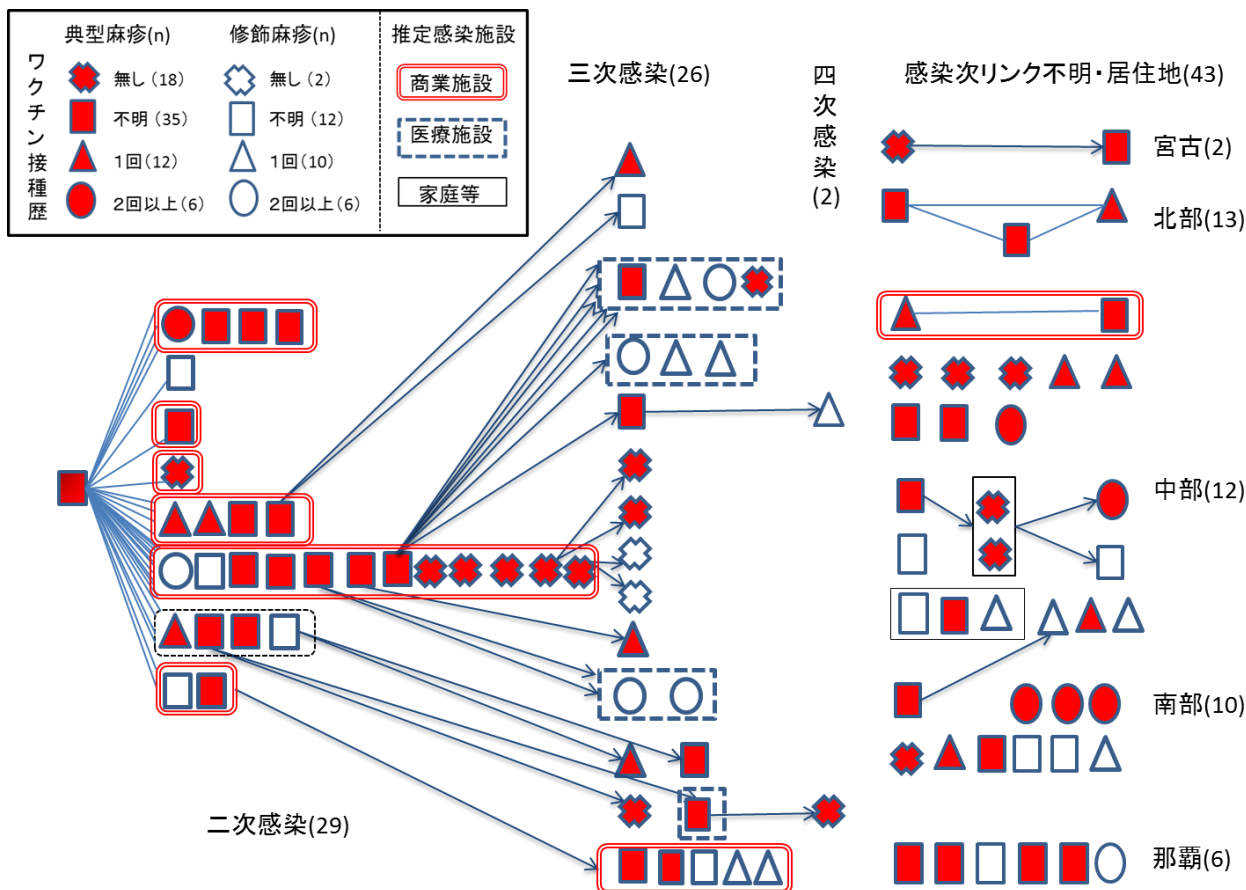 典型麻疹(n)
修飾麻疹(n)
推定感染施設
ワクチン接種歴
無し(18)
無し(2)
商業施設
不明(35)
不明(12)
医療施設
1回(12)
1回(10)
家庭等
2回以上(6)
2回以上(6)
三次感染(26)
四次感染(2)
感染次リンク不明・居住地(43)
宮古(2)
北部(13)
中部(12)
南部(10)
那覇(6)
二次感染(29)